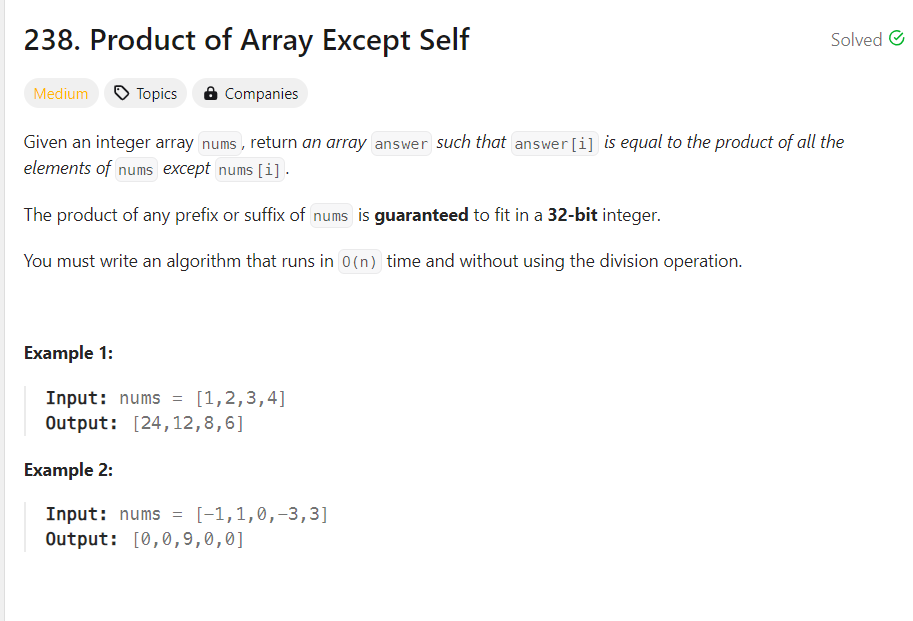 238. Product of Array Except Self
Solved
Medium Topics Companies
Given an integer array nums, return an array answer such that answer[i] is equal to the product of all the
elements of nums except nums[i].
The product of any prefix or suffix of nums is guaranteed to fit in a 32-bit integer.
You must write an algorithm that runs in O(n) time and without using the division operation.
Example 1:
Input: nums = [1,2,3,4]
Output: [24,12,8,6]
Example 2:
Input: nums = [-1,1,0,-3,3]
Output: [0,0,9,0,0]